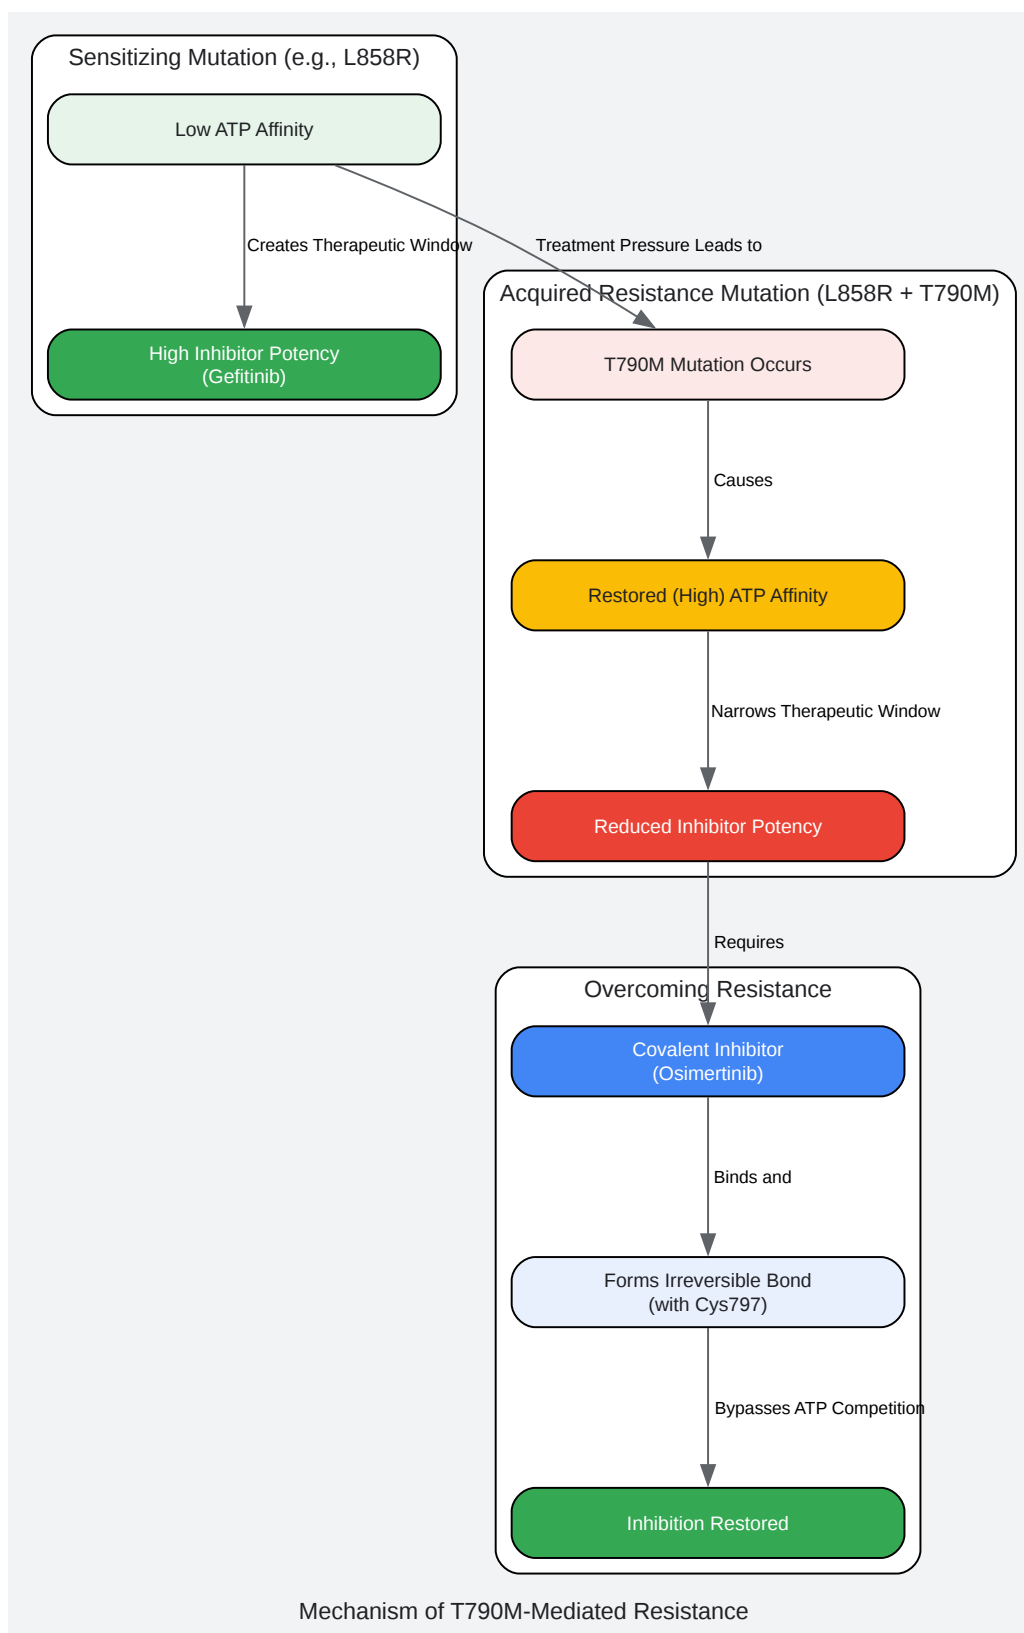 Sensitizing Mutation (e.g., L858R)
Low ATP Affinity
Creates Therapeutic Window
High Inhibitor Potency
(Gefitinib)
Treatment Pressure Leads to
Acquired Resistance Mutation (L858R + T790M)
T790M Mutation Occurs
Causes
Restored (High) ATP Affinity
Narrows Therapeutic Window
Reduced Inhibitor Potency
Requires
Overcoming Resistance
Covalent Inhibitor
(Osimertinib)
Binds and
Forms Irreversible Bond
(with Cys797)
Bypasses ATP Competition
Inhibition Restored
Mechanism of T790M-Mediated Resistance